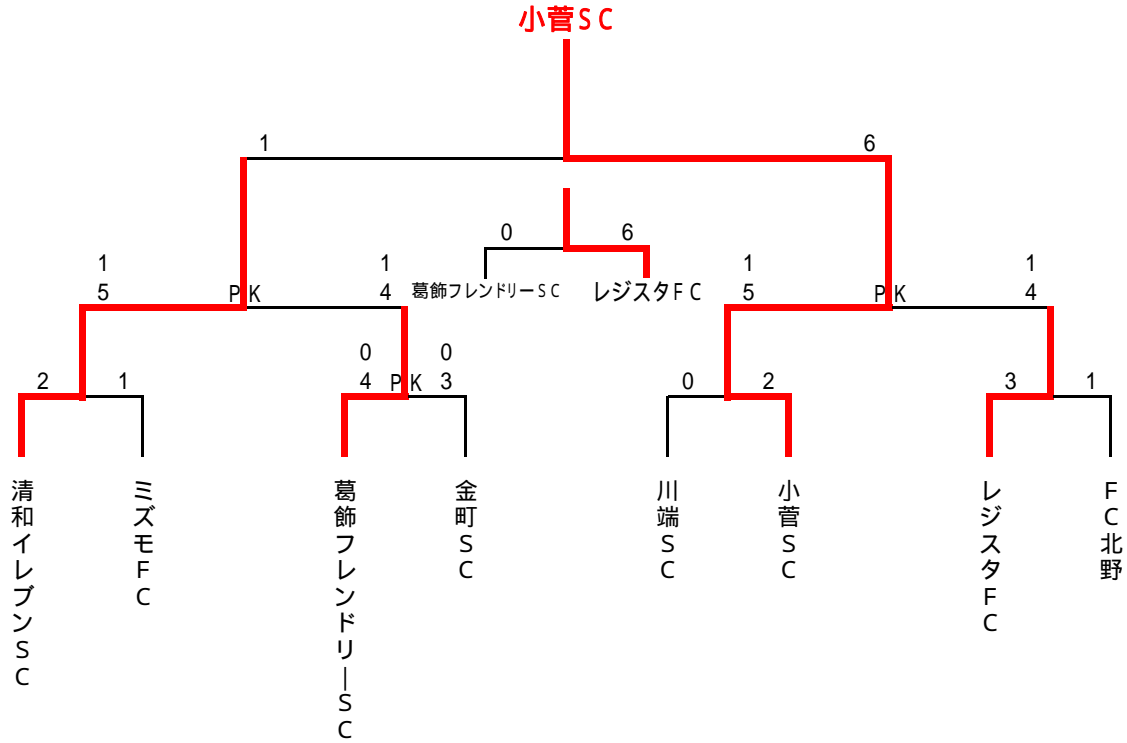 小菅SC
1 6
0 6
1 1 1 1
5 PK 4 葛飾フレンドリーSC レジスタFC 5 PK 4
0 0
2 1 4 PK 3 0 2 3 1
清和イレブンSC
ミズモFC
葛飾フレンドリーSC
金町SC
川端SC
小菅SC
レジスタFC
FC北野